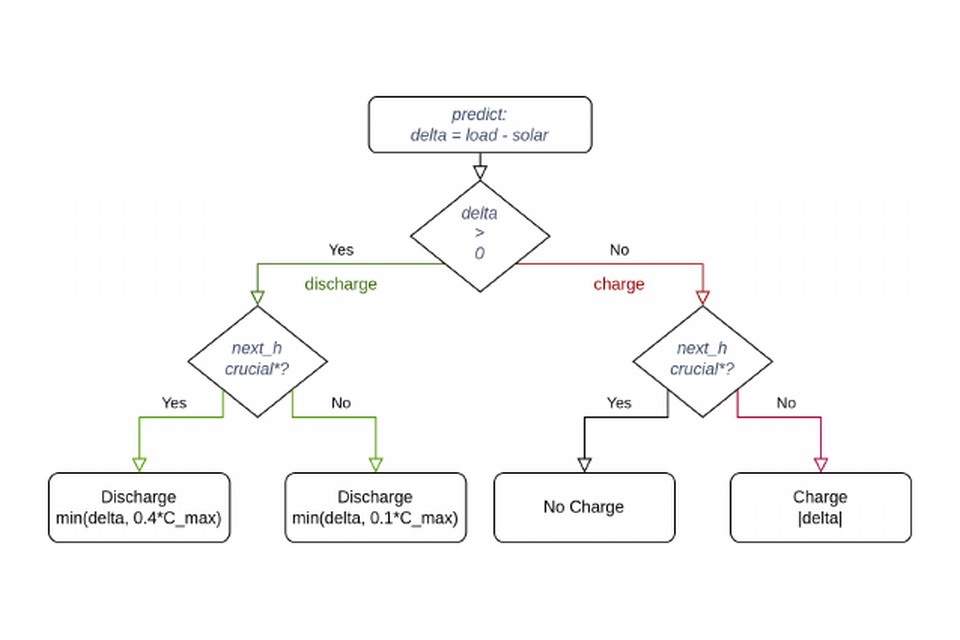 predict:
delta = load - solar
delta
>
0
Yes
No
discharge
charge
next_h
crucial*?
next_h
crucial*?
Yes
No
Yes
No
Discharge
min(delta, 0.4*C_max)
Discharge
min(delta, 0.1*C_max)
No Charge
Charge
|delta|